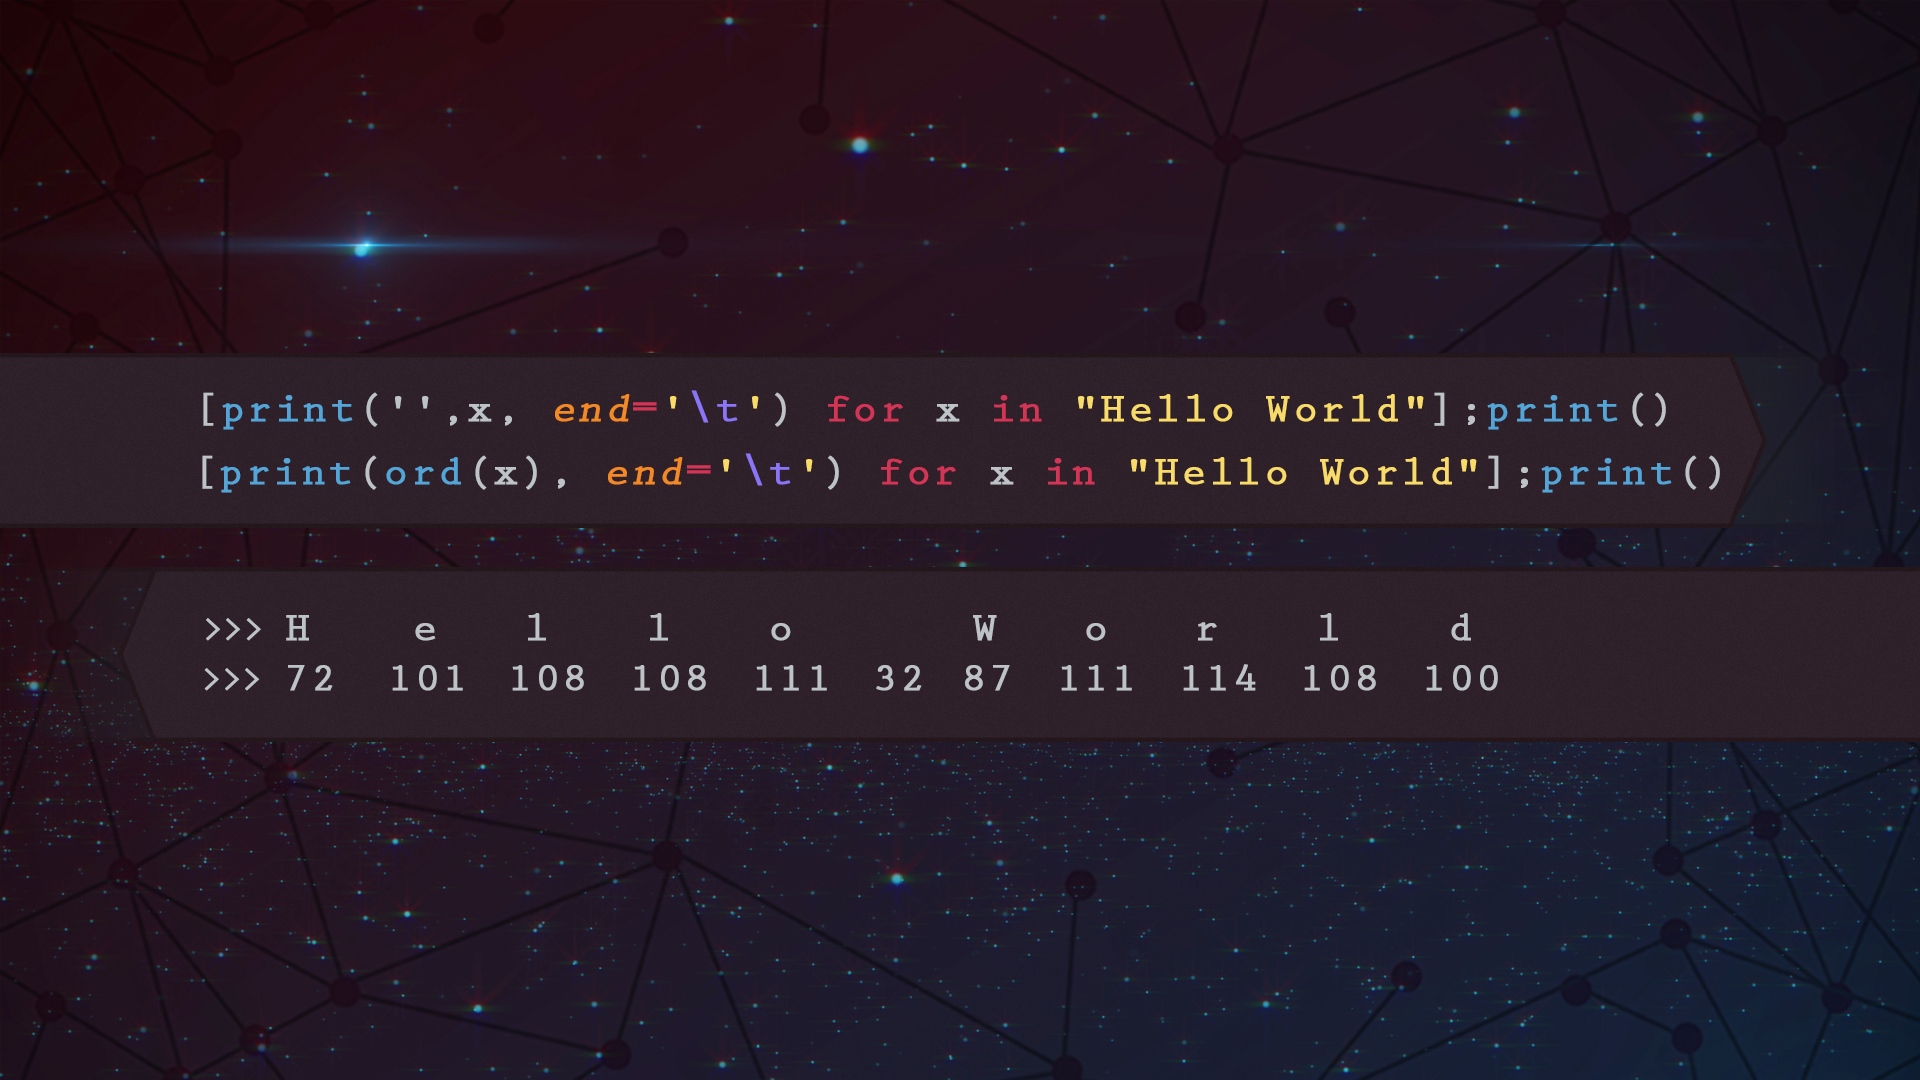 [print('',x, end='\t') for x in "Hello World"];print()
[print(ord(x), end='\t') for x in "Hello World"];print()
>>> H e l l o W o r l d
>>> 72 101 108 108 111 32 87 111 114 108 100